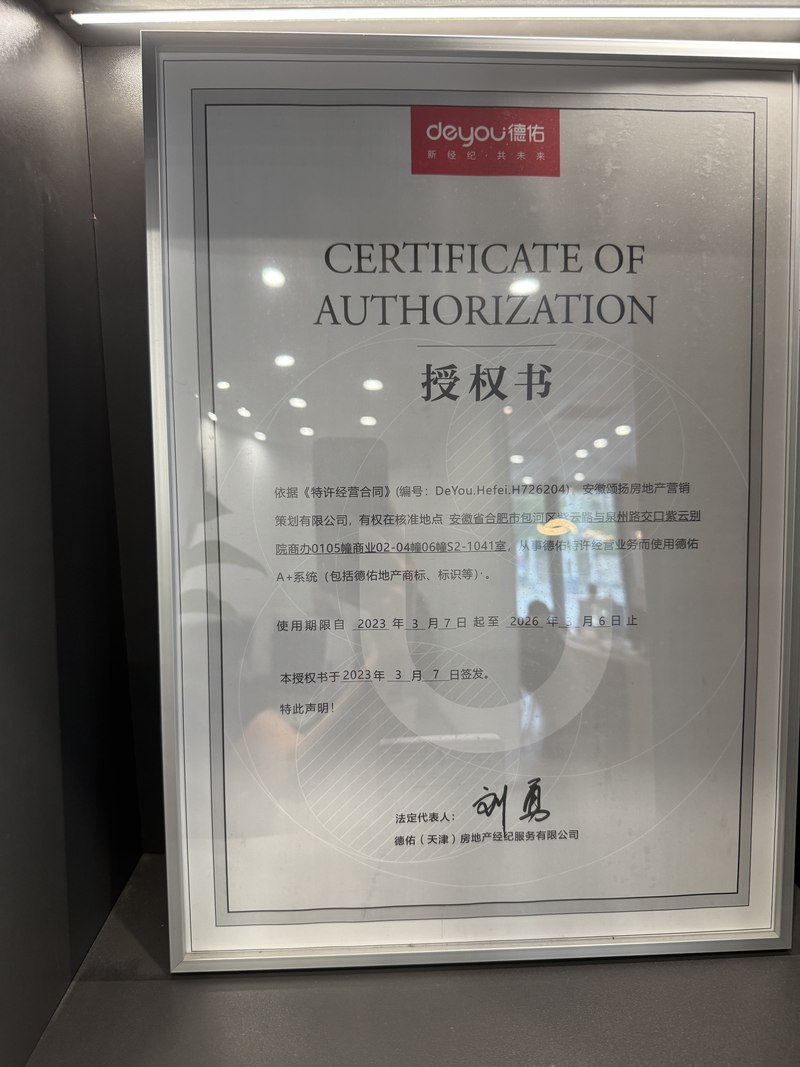 deyou德佑
新经纪·共未来
CERTIFICATE OF
AUTHORIZATION
授权书
依据《特许经营合同》(编号：DeYou.Hefei.H726204)，安徽颂扬房地产营销
策划有限公司，有权在核准地点 安徽省合肥市包河区紫云路与泉州路交口紫云别
院商办0105幢商业02-04幢06幢S2-1041室，从事德佑特许经营业务而使用德佑
A+系统（包括德佑地产商标、标识等）。
使用期限自 2023 年 3 月 7 日 起至 2026 年 3 月 6 日 止
本授权书于2023年 3 月 7 日签发。
特此声明！
刘勇
法定代表人：
德佑（天津）房地产经纪服务有限公司